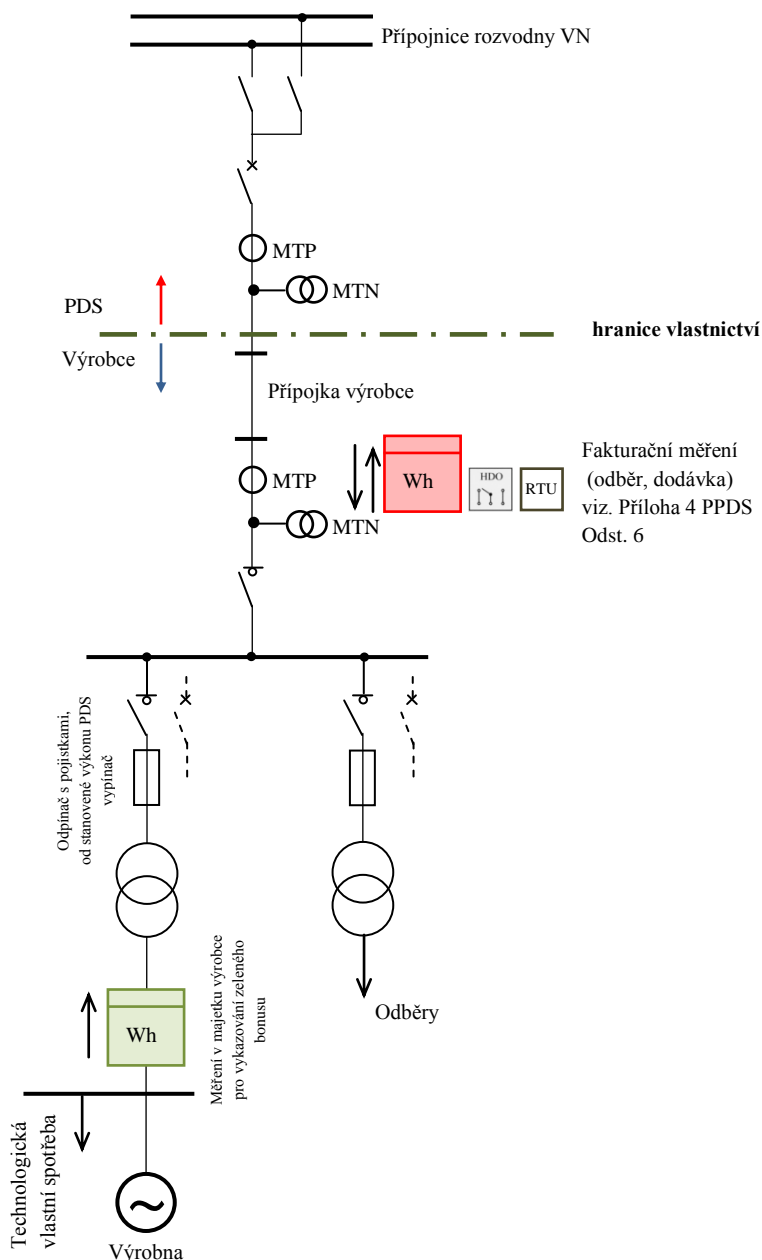 Přípojnice rozvodny VN
MTP
MTN
PDS
hranice vlastnictví
Výrobce
Přípojka výrobce
MTP
Wh
HDO
RTU
Fakturační měření
(odběr, dodávka)
viz. Příloha 4 PPDS
Odst. 6
MTN
Odpínač s pojistkami,
od stanovené výkonu PDS
vypínač
Wh
Měření v majetku výrobce
pro vykazování zeleného
bonusu
Odběry
Technologická
vlastní spotřeba
~
Výrobna